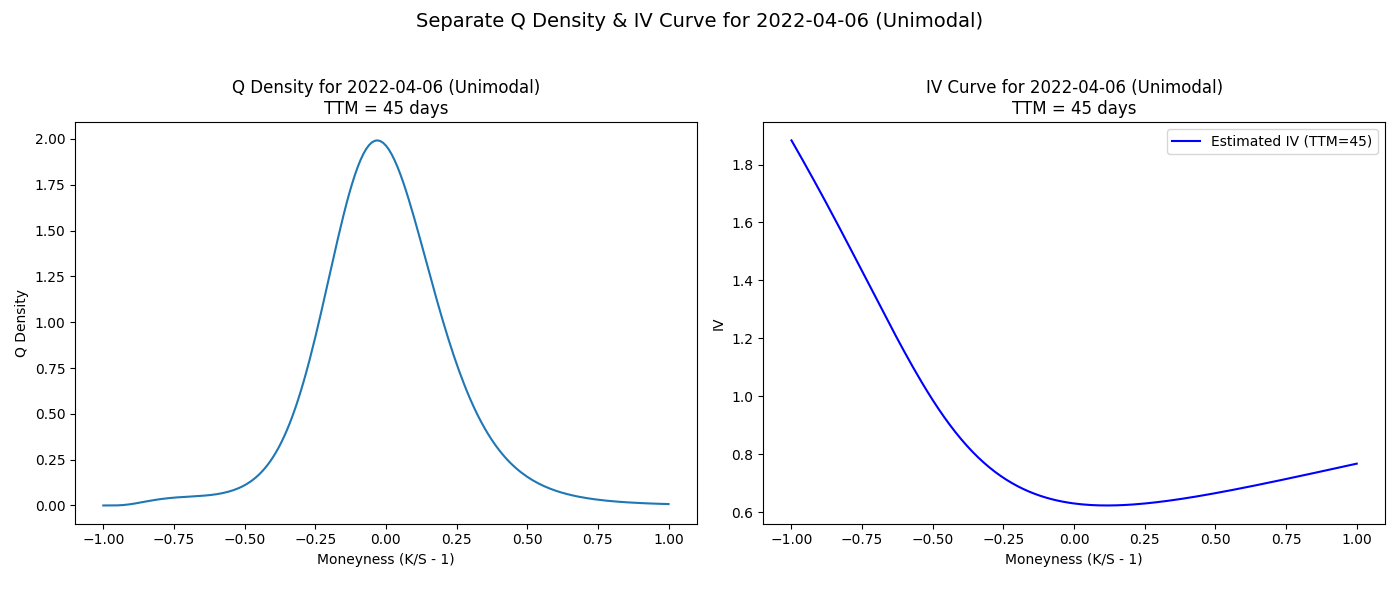 Separate Q Density & IV Curve for 2022-04-06 (Unimodal)
Q Density for 2022-04-06 (Unimodal)
TTM = 45 days
2.00
1.75
1.50
1.25
1.00
0.75
0.50
0.25
0.00
Q Density
−1.00 −0.75 −0.50 −0.25 0.00 0.25 0.50 0.75 1.00
Moneyness (K/S - 1)
IV Curve for 2022-04-06 (Unimodal)
TTM = 45 days
Estimated IV (TTM=45)
1.8
1.6
1.4
1.2
1.0
0.8
0.6
IV
−1.00 −0.75 −0.50 −0.25 0.00 0.25 0.50 0.75 1.00
Moneyness (K/S - 1)